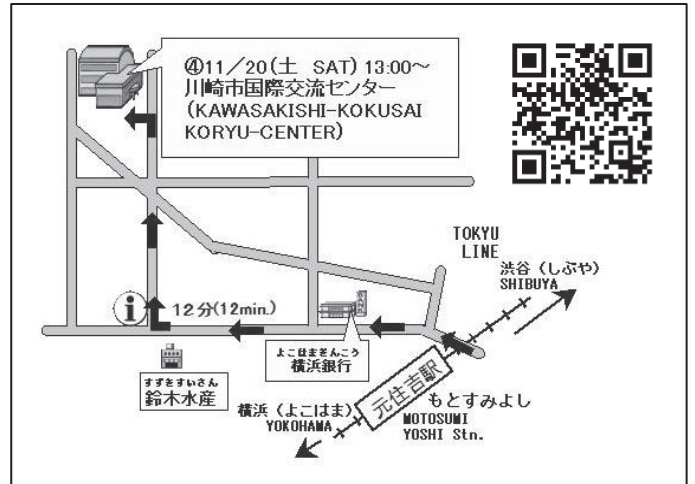 ④11／20(土 SAT) 13:00～
川崎市国際交流センター
(KAWASAKISHI-KOKUSAI
KORYU-CENTER)
TOKYU
LINE
渋谷 (しぶや)
SHIBUYA
i
12分(12min.)
BANK
よこはまぎんこう
横浜銀行
すずきすいさん
鈴木水産
元住吉駅
もとすみよし
MOTOSUMI
YOSHI Stn.
横浜 (よこはま)
YOKOHAMA